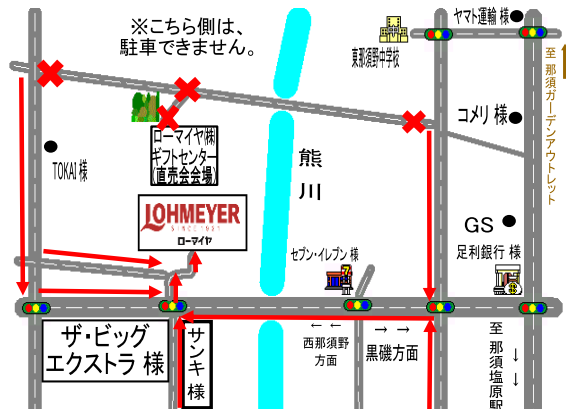 ※こちら側は、
駐車できません。
ヤマト運輸 様
東那須野中学校
至 那須ガーデンアウトレット
コメリ 様
ローマイヤ㈱
ギフトセンター
(直売会会場)
熊川
TOKAI 様
LOHMEYER
SINCE 1921
ローマイヤ
GS
足利銀行 様
セブン・イレブン 様
7
ザ・ビッグ
エクストラ 様
サンキ 様
← ←
西那須野
方面
→ →
黒磯方面
至 那須塩原駅
↓
↓